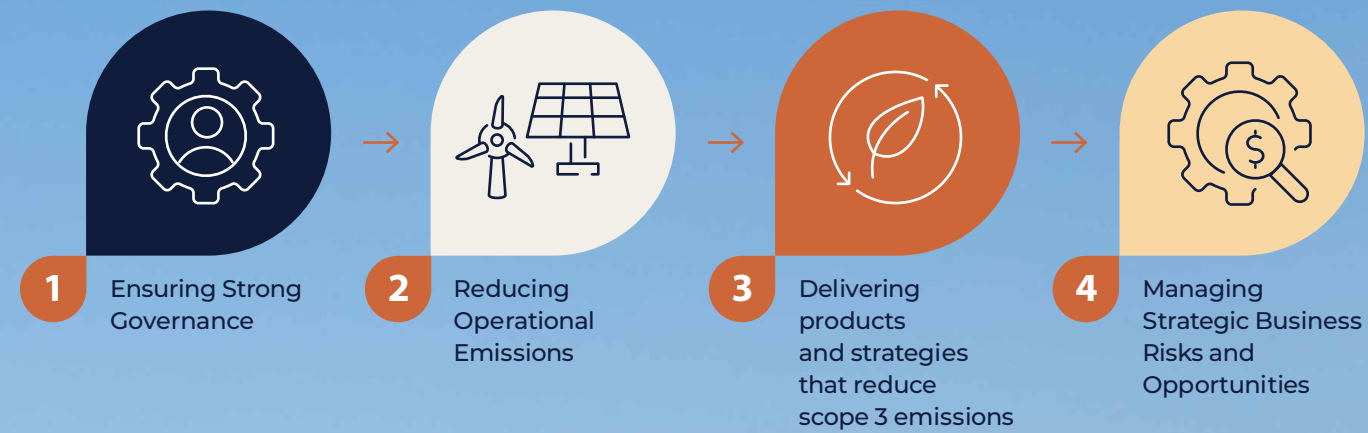 1
Ensuring Strong
Governance
2
Reducing
Operational
Emissions
3
Delivering
products
and strategies
that reduce
scope 3 emissions
4
Managing
Strategic Business
Risks and
Opportunities
$